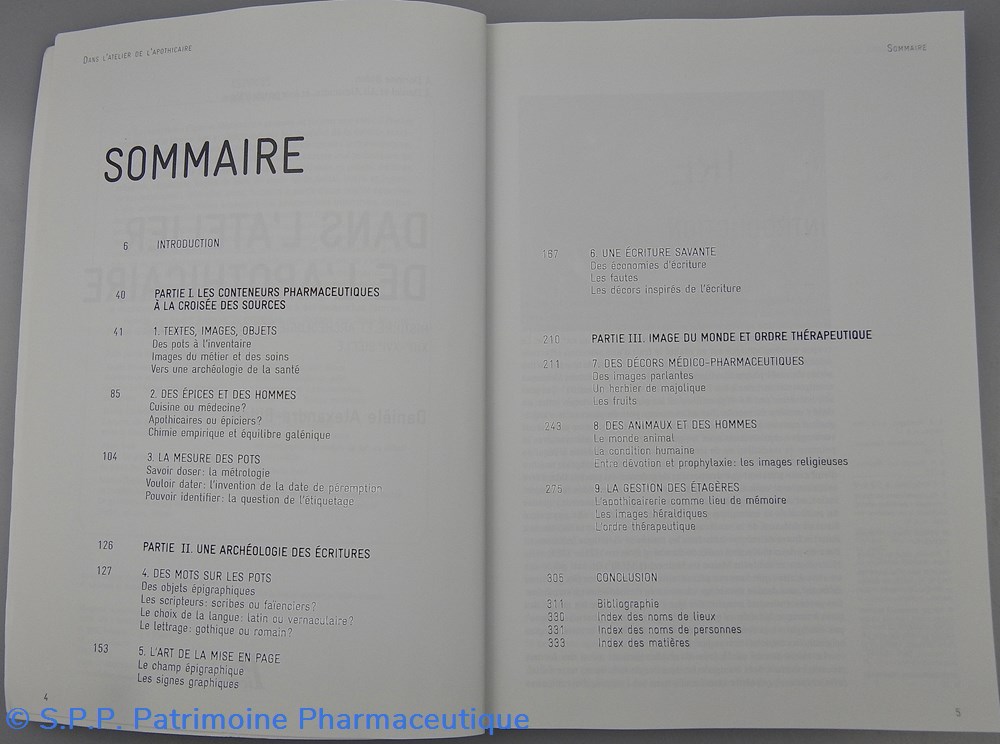 DANS L'ATELIER DE L'APOTHICAIRE
SOMMAIRE
6 INTRODUCTION
40 PARTIE I. LES CONTENEURS PHARMACEUTIQUES
À LA CROISÉE DES SOURCES
41 1. TEXTES, IMAGES, OBJETS
Des pots à l'inventaire
Images du métier et des soins
Vers une archéologie de la santé
85 2. DES ÉPICES ET DES HOMMES
Cuisine ou médecine?
Apothicaires ou épiciers?
Chimie empirique et équilibre galénique
104 3. LA MESURE DES POTS
Savoir doser: la métrologie
Vouloir dater: l'invention de la date de péremption
Pouvoir identifier: la question de l'étiquetage
126 PARTIE II. UNE ARCHÉOLOGIE DES ÉCRITURES
127 4. DES MOTS SUR LES POTS
Des objets épigraphiques
Les scripteurs: scribes ou faïenciers?
Le choix de la langue: latin ou vernaculaire?
Le lettrage: gothique ou romain?
153 5. L'ART DE LA MISE EN PAGE
Le champ épigraphique
Les signes graphiques
4
SOMMAIRE
187 6. UNE ÉCRITURE SAVANTE
Des économies d'écriture
Les fautes
Les décors inspirés de l'écriture
210 PARTIE III. IMAGE DU MONDE ET ORDRE THÉRAPEUTIQUE
211 7. DES DÉCORS MÉDICO-PHARMACEUTIQUES
Des images parlantes
Un herbier de majolique
Les fruits
243 8. DES ANIMAUX ET DES HOMMES
Le monde animal
La condition humaine
Entre dévotion et prophylaxie: les images religieuses
275 9. LA GESTION DES ÉTAGÈRES
L'apothicairerie comme lieu de mémoire
Les images héraldiques
L'ordre thérapeutique
305 CONCLUSION
311 Bibliographie
330 Index des noms de lieux
331 Index des noms de personnes
333 Index des matières
5
© S.P.P. Patrimoine Pharmaceutique